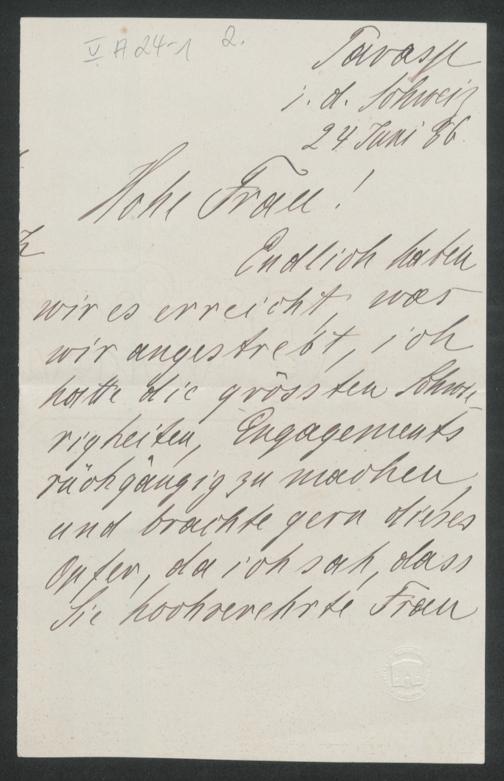 V A 24-1 2.
Tarasp
i. d. Schweiz
24 Juni 86.
Hohe Frau!
Endlich haben
wir es erreicht, was
wir angestrebt, ich
hatte die grössten Schwie-
righeiten, Engagements
rückgängig zu machen
und brachte gern dieses
Opfer, da ich sah, dass
Sie hochverehrte Frau